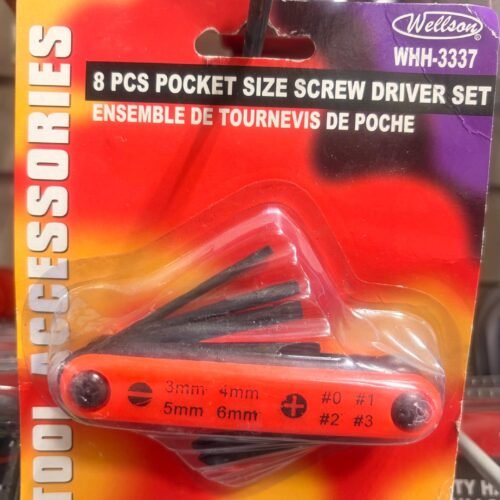 Wellson®
WHH-3337
8 PCS POCKET SIZE SCREW DRIVER SET
ENSEMBLE DE TOURNEVIS DE POCHE
TOOL ACCESSORIES
3mm 4mm
5mm 6mm
#0 #1
#2 #3